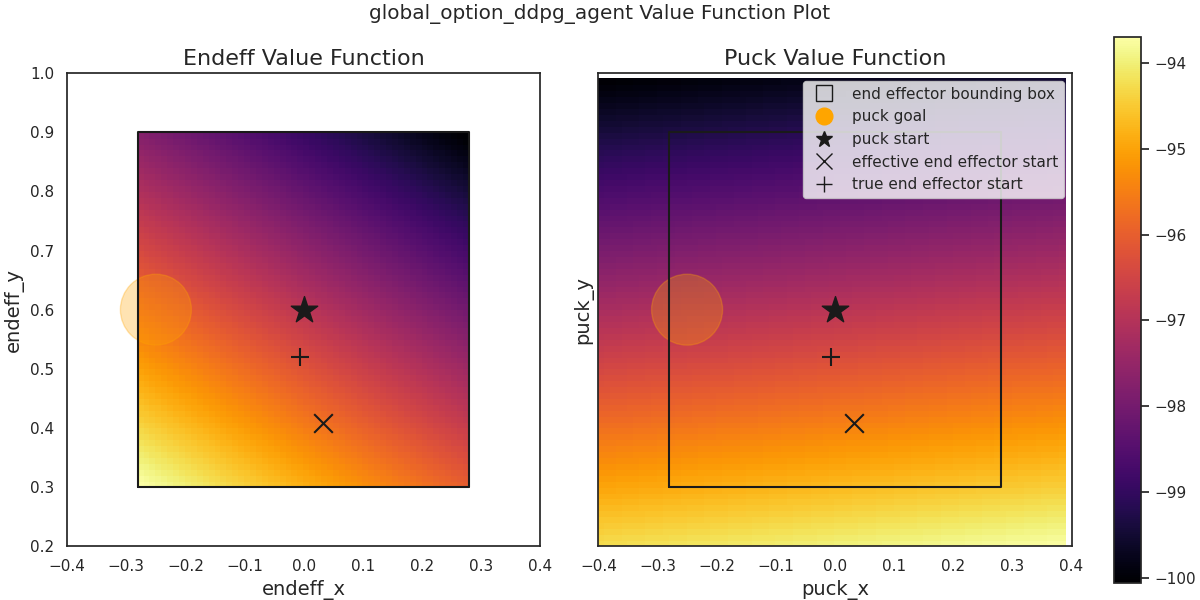 global_option_ddpg_agent Value Function Plot
Endeff Value Function
endeff_y
1.0
0.9
0.8
0.7
0.6
0.5
0.4
0.3
0.2
−0.4 −0.3 −0.2 −0.1 0.0 0.1 0.2 0.3 0.4
endeff_x
Puck Value Function
end effector bounding box
puck goal
puck start
effective end effector start
true end effector start
puck_y
−0.4 −0.3 −0.2 −0.1 0.0 0.1 0.2 0.3 0.4
puck_x
−94
−95
−96
−97
−98
−99
−100